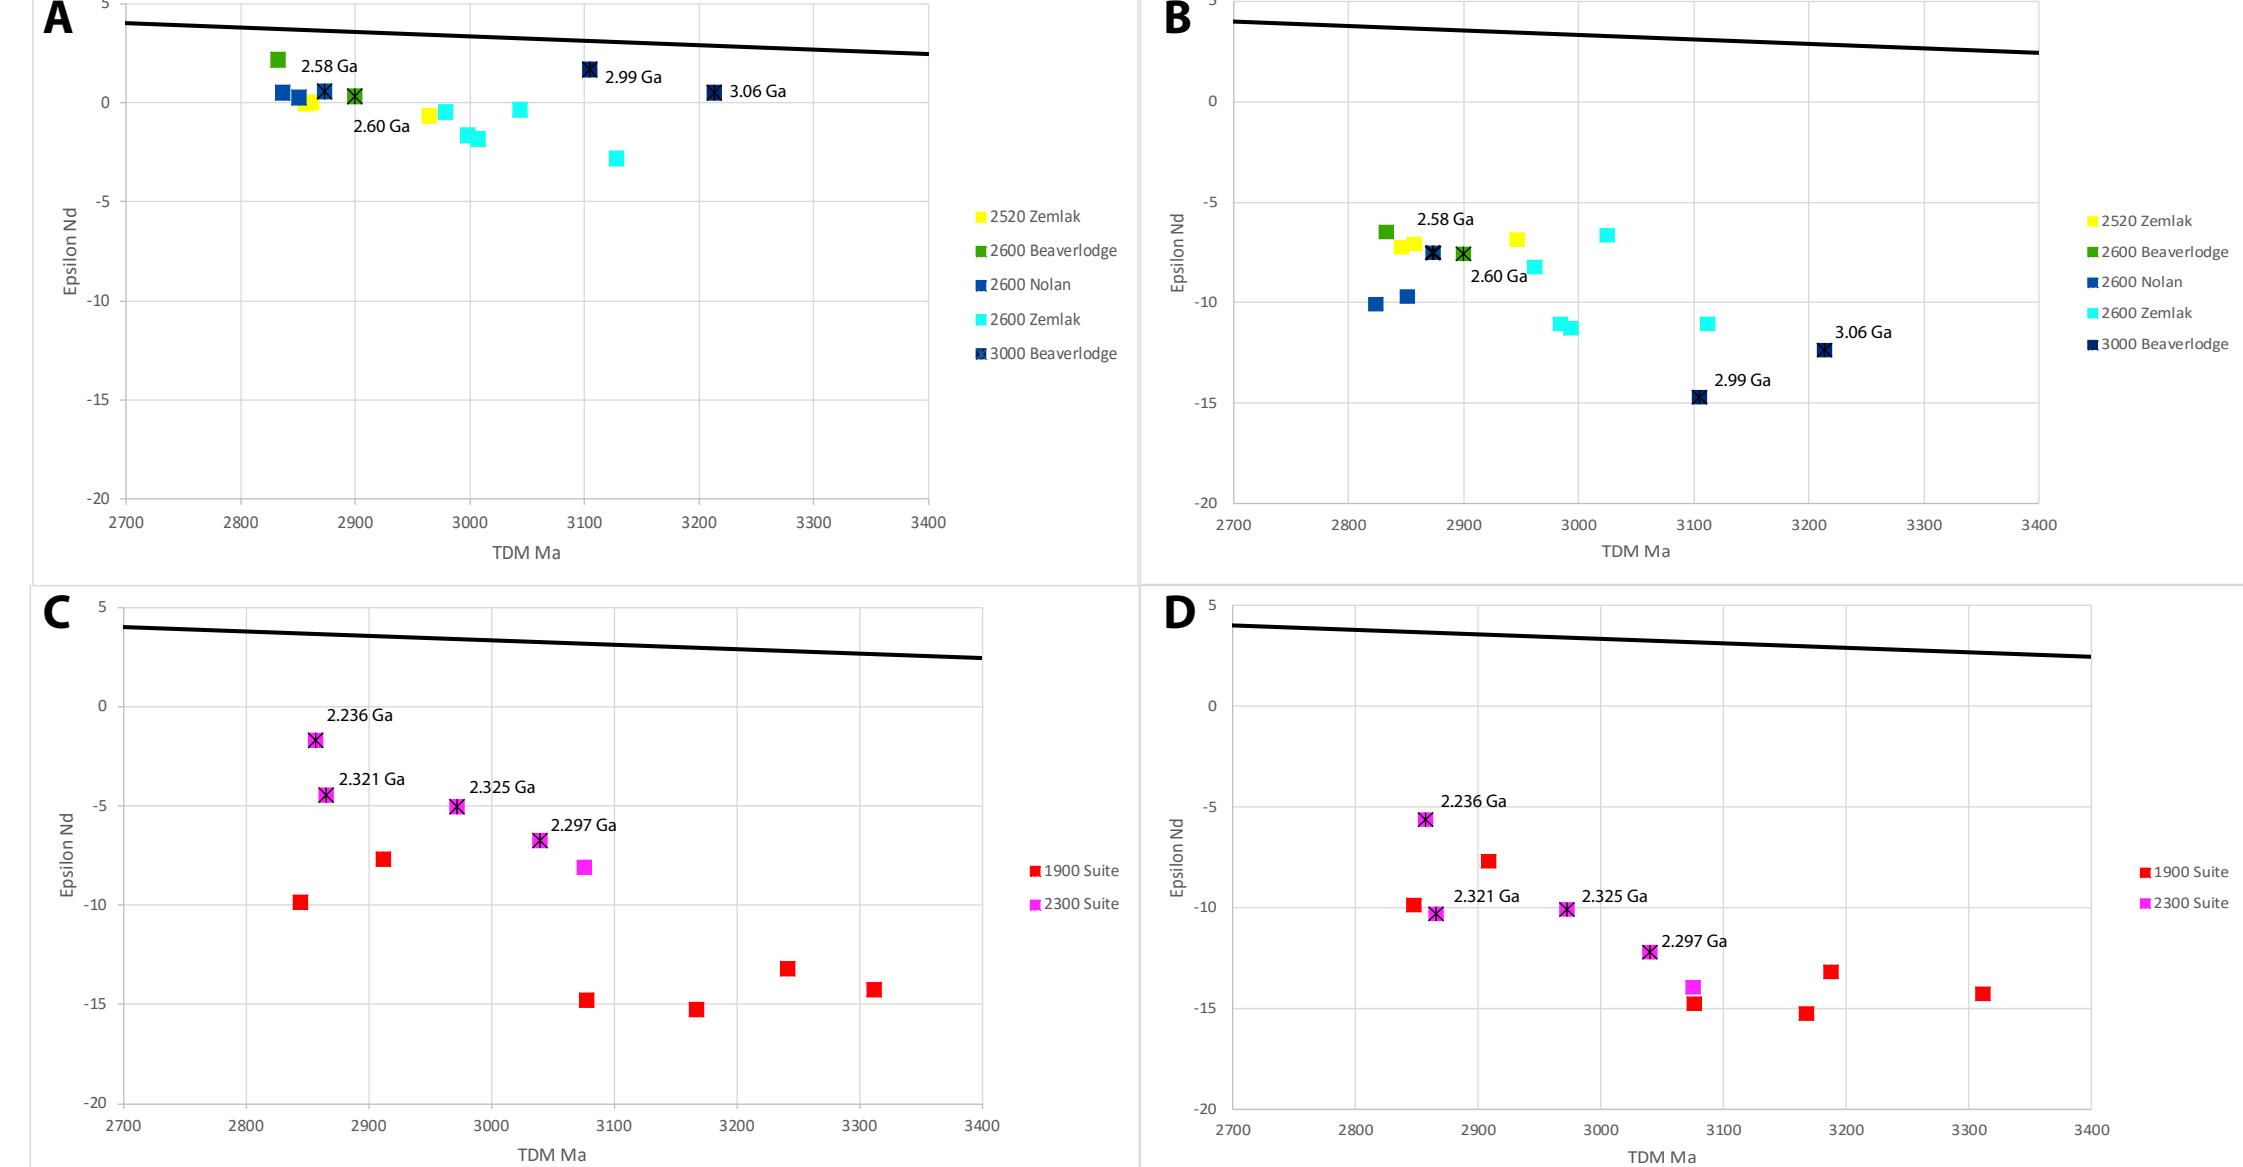 A
5
0
-5
-10
-15
-20
2700 2800 2900 3000 3100 3200 3300 3400
TDM Ma
Epsilon Nd
2.58 Ga
2.60 Ga
2.99 Ga
3.06 Ga
2520 Zemlak
2600 Beaverlodge
2600 Nolan
2600 Zemlak
3000 Beaverlodge
B
5
0
-5
-10
-15
-20
2700 2800 2900 3000 3100 3200 3300 3400
TDM Ma
Epsilon Nd
2.58 Ga
2.60 Ga
3.06 Ga
2.99 Ga
2520 Zemlak
2600 Beaverlodge
2600 Nolan
2600 Zemlak
3000 Beaverlodge
C
5
0
-5
-10
-15
-20
2700 2800 2900 3000 3100 3200 3300 3400
TDM Ma
Epsilon Nd
2.236 Ga
2.321 Ga
2.325 Ga
2.297 Ga
1900 Suite
2300 Suite
D
5
0
-5
-10
-15
-20
2700 2800 2900 3000 3100 3200 3300 3400
TDM Ma
Epsilon Nd
2.236 Ga
2.321 Ga
2.325 Ga
2.297 Ga
1900 Suite
2300 Suite